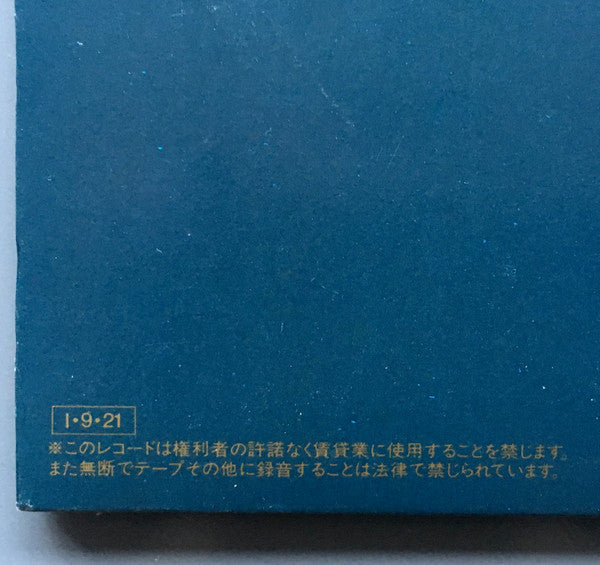 I・9・21
※このレコードは権利者の許諾なく賃貸業に使用することを禁じます。
また無断でテープその他に録音することは法律で禁じられています。